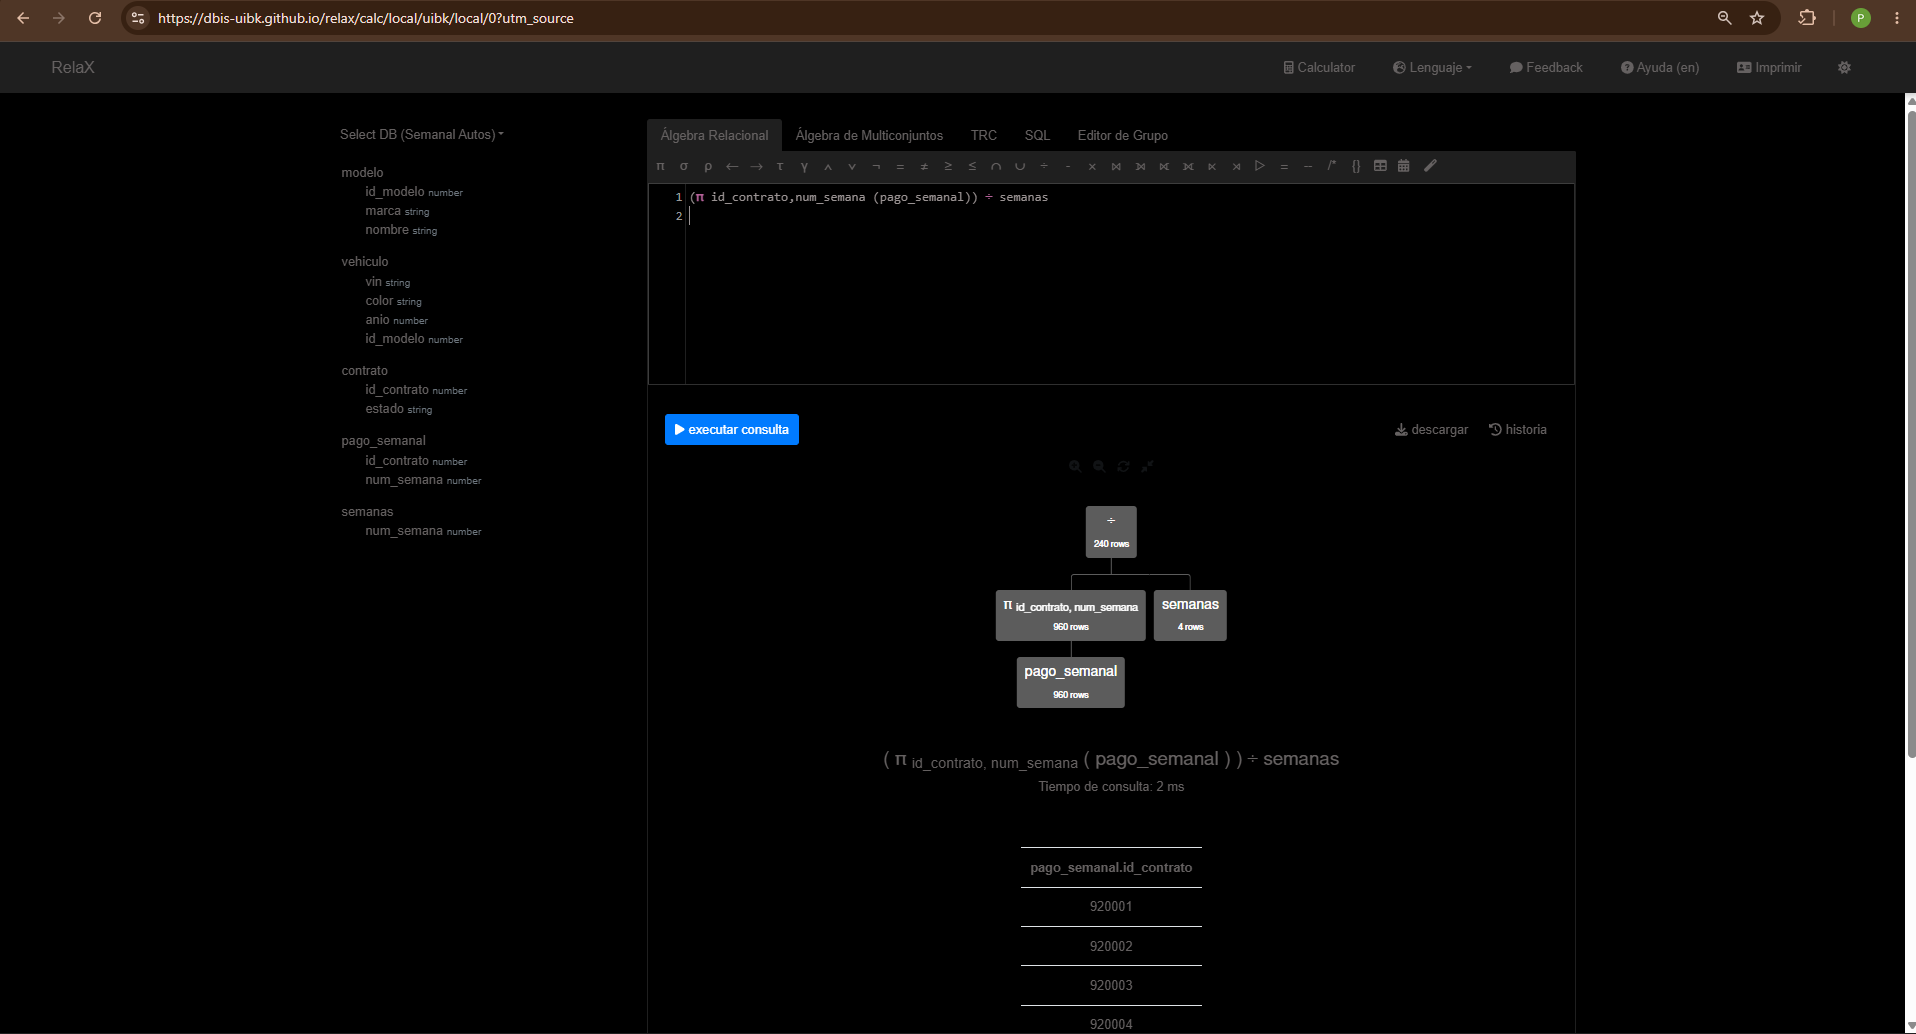 https://dbis-uibk.github.io/relax/calc/local/uibk/local/0?utm_source
P
RelaX
Calculator
Lenguaje
Feedback
Ayuda (en)
Imprimir
Select DB (Semanal Autos)
modelo
id_modelo number
marca string
nombre string
vehiculo
vin string
color string
anio number
id_modelo number
contrato
id_contrato number
estado string
pago_semanal
id_contrato number
num_semana number
semanas
num_semana number
Álgebra Relacional
Álgebra de Multiconjuntos
TRC
SQL
Editor de Grupo
π σ ρ ← → τ γ ∧ ∨ ¬ = ≠ ≥ ≤ ∩ ∪ ÷ - ⨯ ⨝ ⟕ ⟖ ⟗ ⋉ ⋊ ▷ = -- /* {}
1 (π id_contrato,num_semana (pago_semanal)) ÷ semanas
2
executar consulta
descargar
historia
÷
240 rows
π id_contrato, num_semana
960 rows
semanas
4 rows
pago_semanal
960 rows
( π id_contrato, num_semana ( pago_semanal ) ) ÷ semanas
Tiempo de consulta: 2 ms
pago_semanal.id_contrato
920001
920002
920003
920004